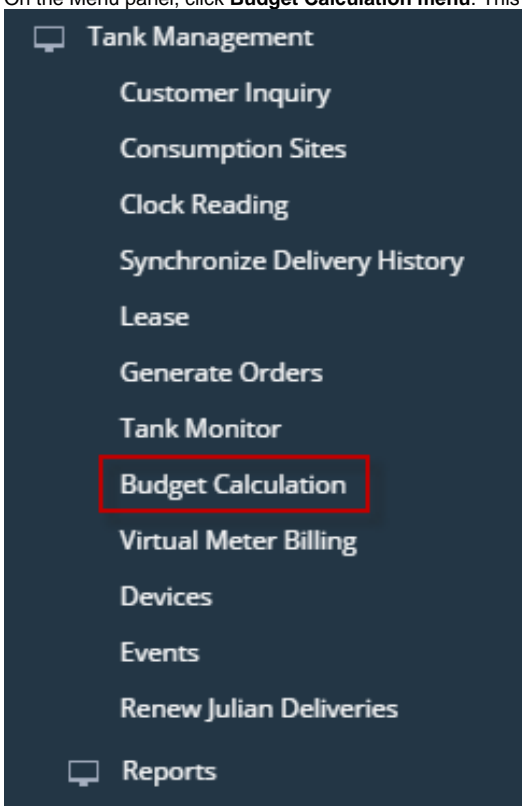 On the Menu panel, click Budget Calculation menu. This
Tank Management
Customer Inquiry
Consumption Sites
Clock Reading
Synchronize Delivery History
Lease
Generate Orders
Tank Monitor
Budget Calculation
Virtual Meter Billing
Devices
Events
Renew Julian Deliveries
Reports